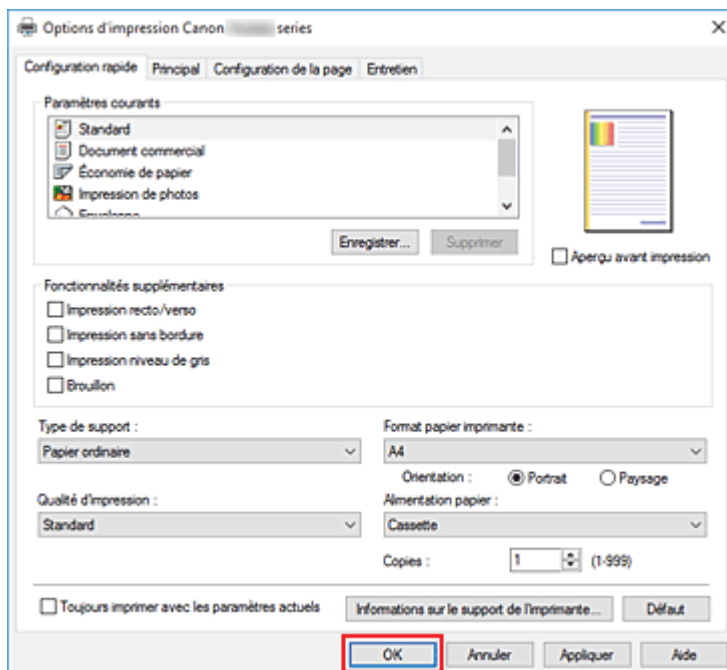 Options d'impression Canon series
Configuration rapide Principal Configuration de la page Entretien
Paramètres courants
Standard
Document commercial
Économie de papier
Impression de photos
Enregistrer... Supprimer
Aperçu avant impression
Fonctionnalités supplémentaires
Impression recto/verso
Impression sans bordure
Impression niveau de gris
Brouillon
Type de support : Format papier imprimante :
Papier ordinaire A4
Orientation : Portrait Paysage
Qualité d'impression : Alimentation papier :
Standard Cassette
Copies : 1 (1-999)
Toujours imprimer avec les paramètres actuels Informations sur le support de l'imprimante... Défaut
OK Annuler Appliquer Aide